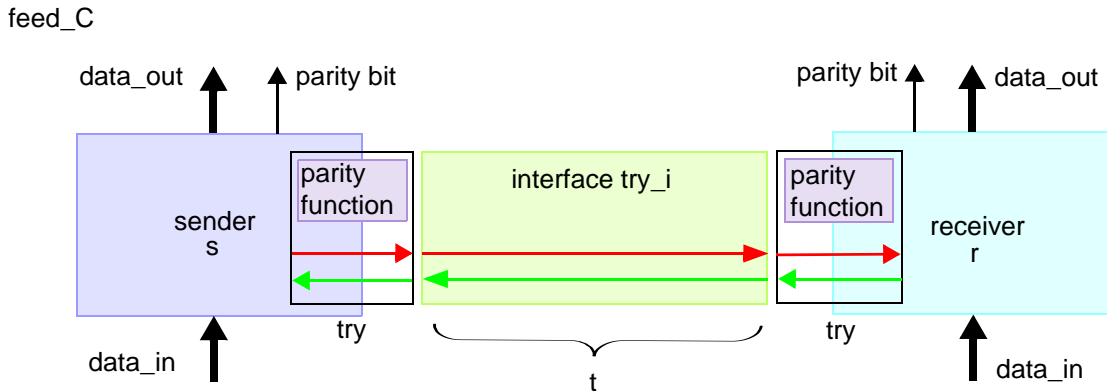 feed_C
data_out
parity bit
parity bit
data_out
parity
function
interface try_i
parity
function
sender
s
receiver
r
try
try
data_in
t
data_in